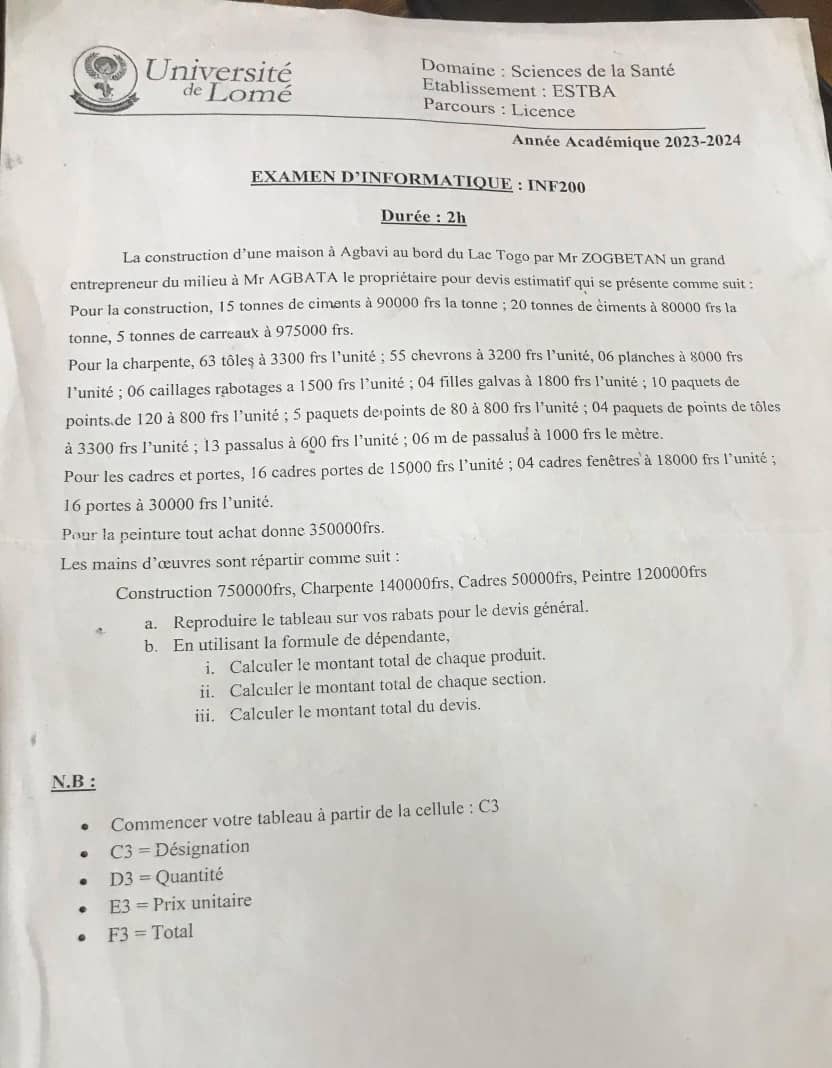 Université
de Lomé
Domaine : Sciences de la Santé
Etablissement : ESTBA
Parcours : Licence
Année Académique 2023-2024
EXAMEN D'INFORMATIQUE : INF200
Durée : 2h
La construction d'une maison à Agbavi au bord du Lac Togo par Mr ZOGBETAN un grand
entrepreneur du milieu à Mr AGBATA le propriétaire pour devis estimatif qui se présente comme suit :
Pour la construction, 15 tonnes de ciments à 90000 frs la tonne ; 20 tonnes de ciments à 80000 frs la
tonne, 5 tonnes de carreaux à 975000 frs.
Pour la charpente, 63 tôles à 3300 frs l'unité ; 55 chevrons à 3200 frs l'unité, 06 planches à 8000 frs
l'unité ; 06 caillages rabotages a 1500 frs l'unité ; 04 filles galvas à 1800 frs l'unité ; 10 paquets de
points de 120 à 800 frs l'unité ; 5 paquets de points de 80 à 800 frs l'unité ; 04 paquets de points de tôles
à 3300 frs l'unité ; 13 passalus à 600 frs l'unité ; 06 m de passalus à 1000 frs le mètre.
Pour les cadres et portes, 16 cadres portes de 15000 frs l'unité ; 04 cadres fenêtres à 18000 frs l'unité ;
16 portes à 30000 frs l'unité.
Pour la peinture tout achat donne 350000frs.
Les mains d'œuvres sont répartir comme suit :
Construction 750000frs, Charpente 140000frs, Cadres 50000frs, Peintre 120000frs
a. Reproduire le tableau sur vos rabats pour le devis général.
b. En utilisant la formule de dépendante,
i. Calculer le montant total de chaque produit.
ii. Calculer le montant total de chaque section.
iii. Calculer le montant total du devis.
N.B :
• Commencer votre tableau à partir de la cellule : C3
• C3 = Désignation
• D3 = Quantité
• E3 = Prix unitaire
• F3 = Total